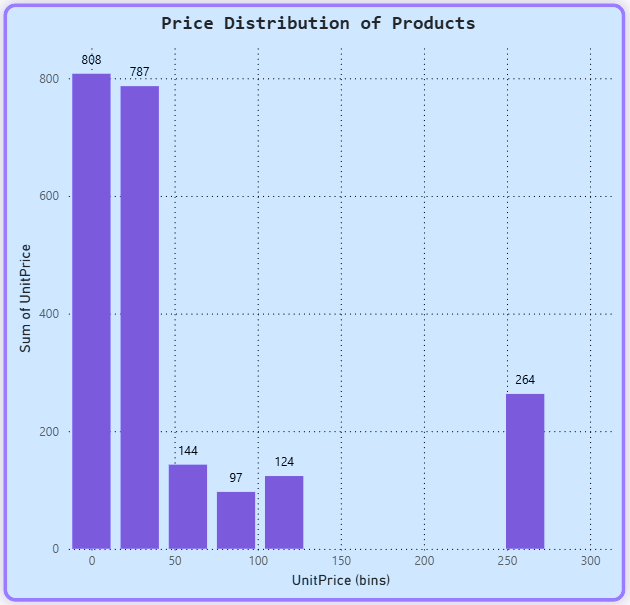 Price Distribution of Products
808
787
144
97
124
264
800
600
400
200
0
Sum of UnitPrice
0 50 100 150 200 250 300
UnitPrice (bins)